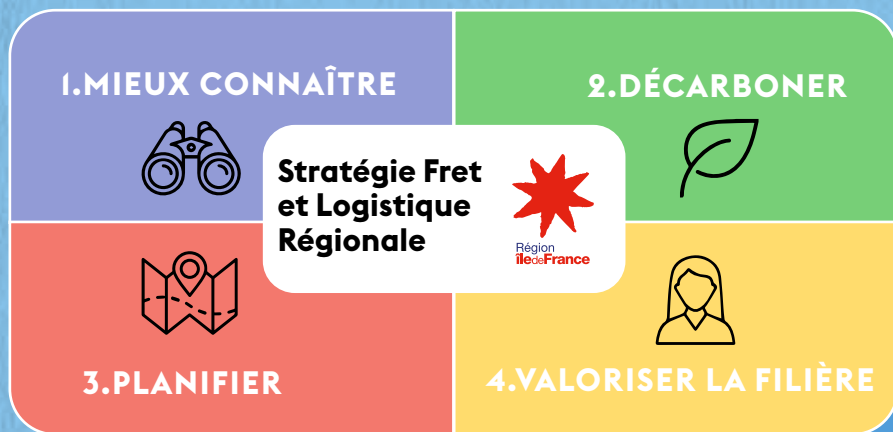 1.MIEUX CONNAÎTRE
2.DÉCARBONER
Stratégie Fret
et Logistique
Régionale
Région
îledeFrance
3.PLANIFIER
4.VALORISER LA FILIÈRE